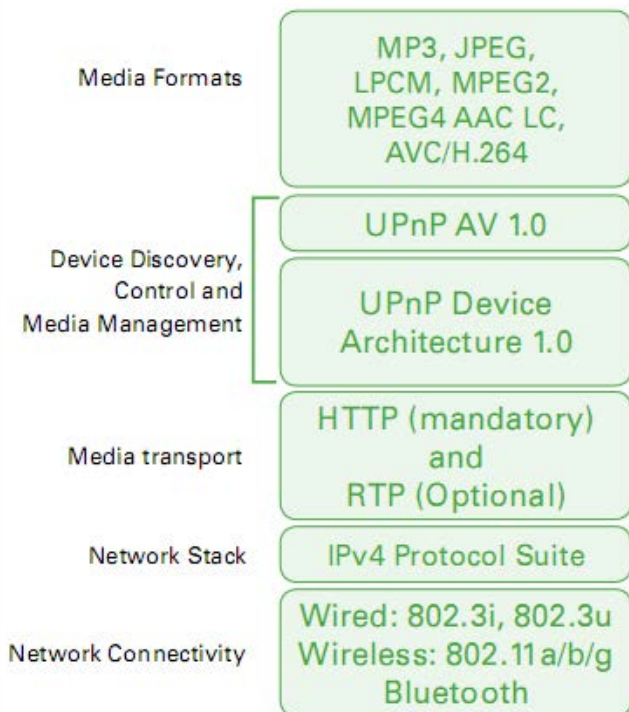 Media Formats
MP3, JPEG,
LPCM, MPEG2,
MPEG4 AAC LC,
AVC/H.264
Device Discovery,
Control and
Media Management
UPnP AV 1.0
UPnP Device
Architecture 1.0
Media transport
HTTP (mandatory)
and
RTP (Optional)
Network Stack
IPv4 Protocol Suite
Network Connectivity
Wired: 802.3i, 802.3u
Wireless: 802.11a/b/g
Bluetooth